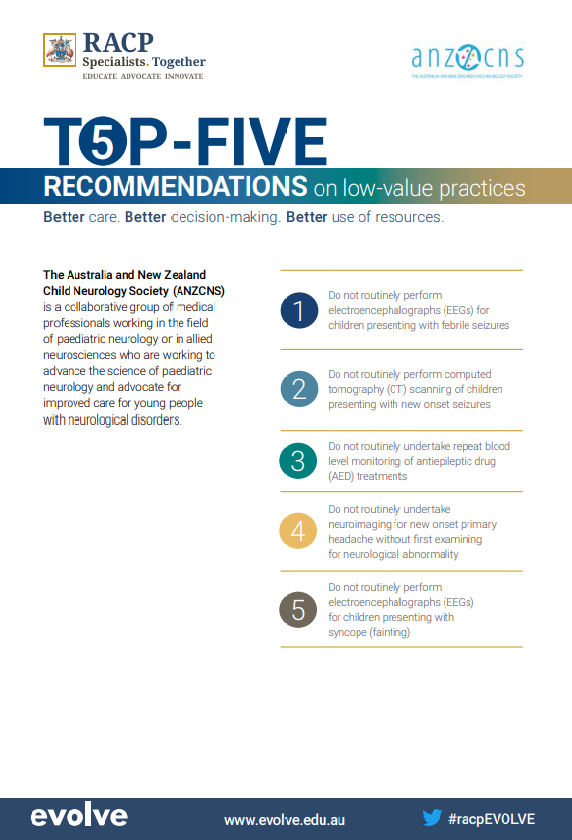 RACP
Specialists. Together
EDUCATE ADVOCATE INNOVATE
anzcns
THE AUSTRALIA AND NEW ZEALAND CHILD NEUROLOGY SOCIETY
T5P-FIVE
RECOMMENDATIONS on low-value practices
Better care. Better decision-making. Better use of resources.
The Australia and New Zealand
Child Neurology Society (ANZCNS)
is a collaborative group of medical
professionals working in the field
of paediatric neurology or in allied
neurosciences who are working to
advance the science of paediatric
neurology and advocate for
improved care for young people
with neurological disorders.
1
Do not routinely perform
electroencephalographs (EEGs) for
children presenting with febrile seizures
2
Do not routinely perform computed
tomography (CT) scanning of children
presenting with new onset seizures
3
Do not routinely undertake repeat blood
level monitoring of antiepileptic drug
(AED) treatments
4
Do not routinely undertake
neuroimaging for new onset primary
headache without first examining
for neurological abnormality
5
Do not routinely perform
electroencephalographs (EEGs)
for children presenting with
syncope (fainting)
evolve
www.evolve.edu.au
#racpEVOLVE